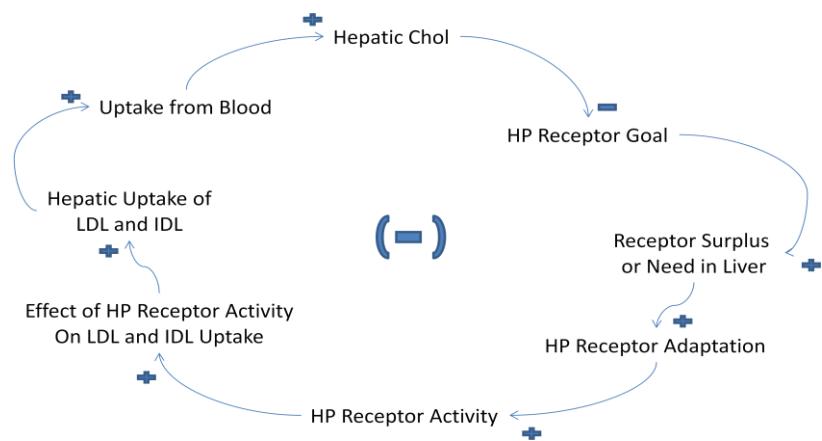 Hepatic Chol
HP Receptor Goal
Receptor Surplus
or Need in Liver
HP Receptor Adaptation
HP Receptor Activity
Effect of HP Receptor Activity
On LDL and IDL Uptake
Hepatic Uptake of
LDL and IDL
Uptake from Blood
(-)